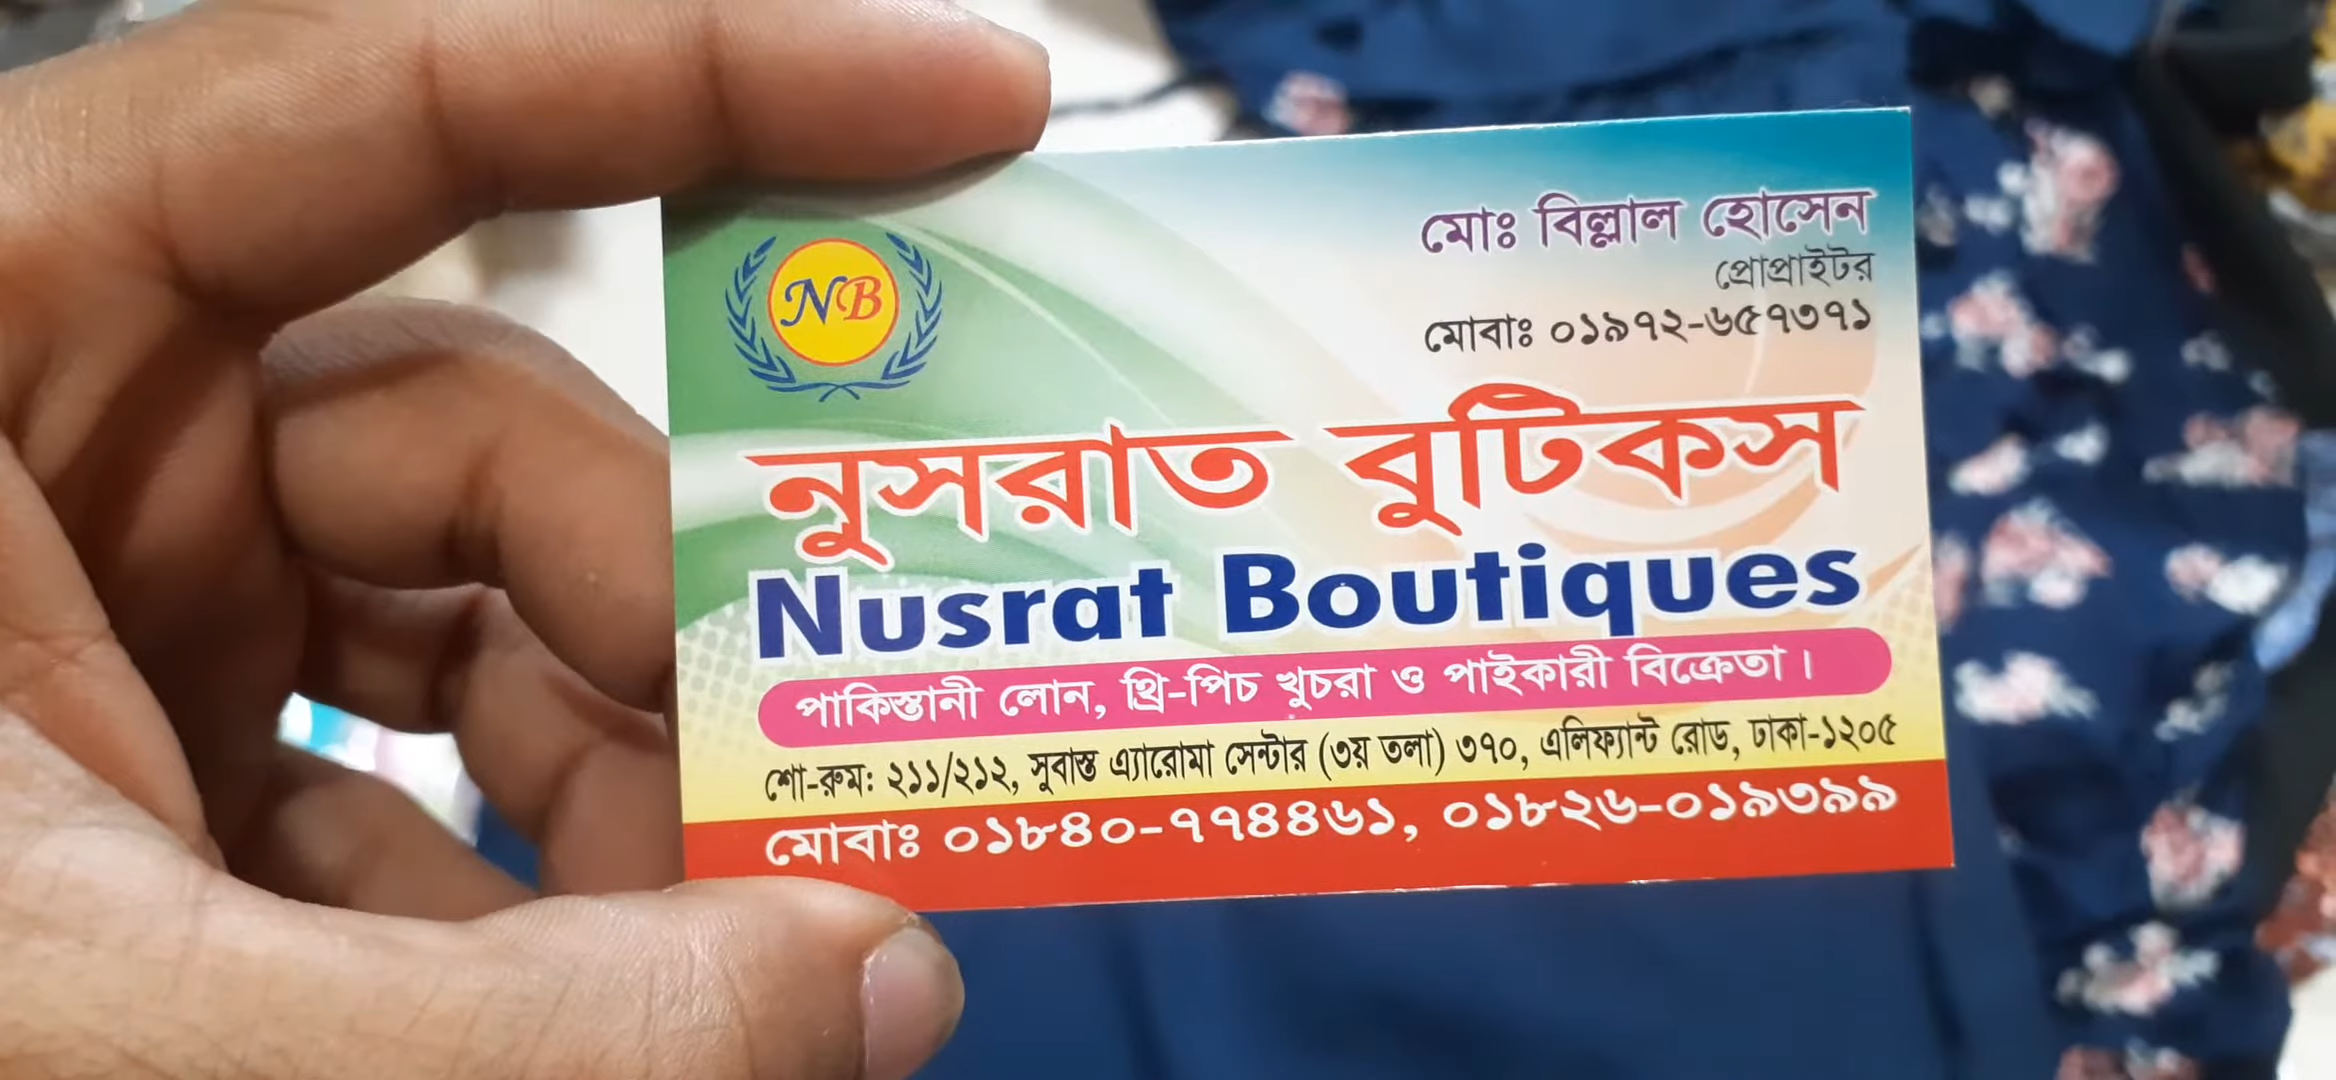 NB
মোঃ বিল্লাল হোসেন
প্রোপ্রাইটর
মোবাঃ ০১৯৭২-৬৫৭৩৭১
নুসরাত বুটিকস
Nusrat Boutiques
পাকিস্তানী লোন, থ্রি-পিচ খুচরা ও পাইকারী বিক্রেতা।
শো-রুম: ২১১/২১২, সুবাস্ত এ্যারোমা সেন্টার (৩য় তলা) ৩৭০, এলিফ্যান্ট রোড, ঢাকা-১২০৫
মোবাঃ ০১৮৪০-৭৭৪৪৬১, ০১৮২৬-০১৯৩৯৯